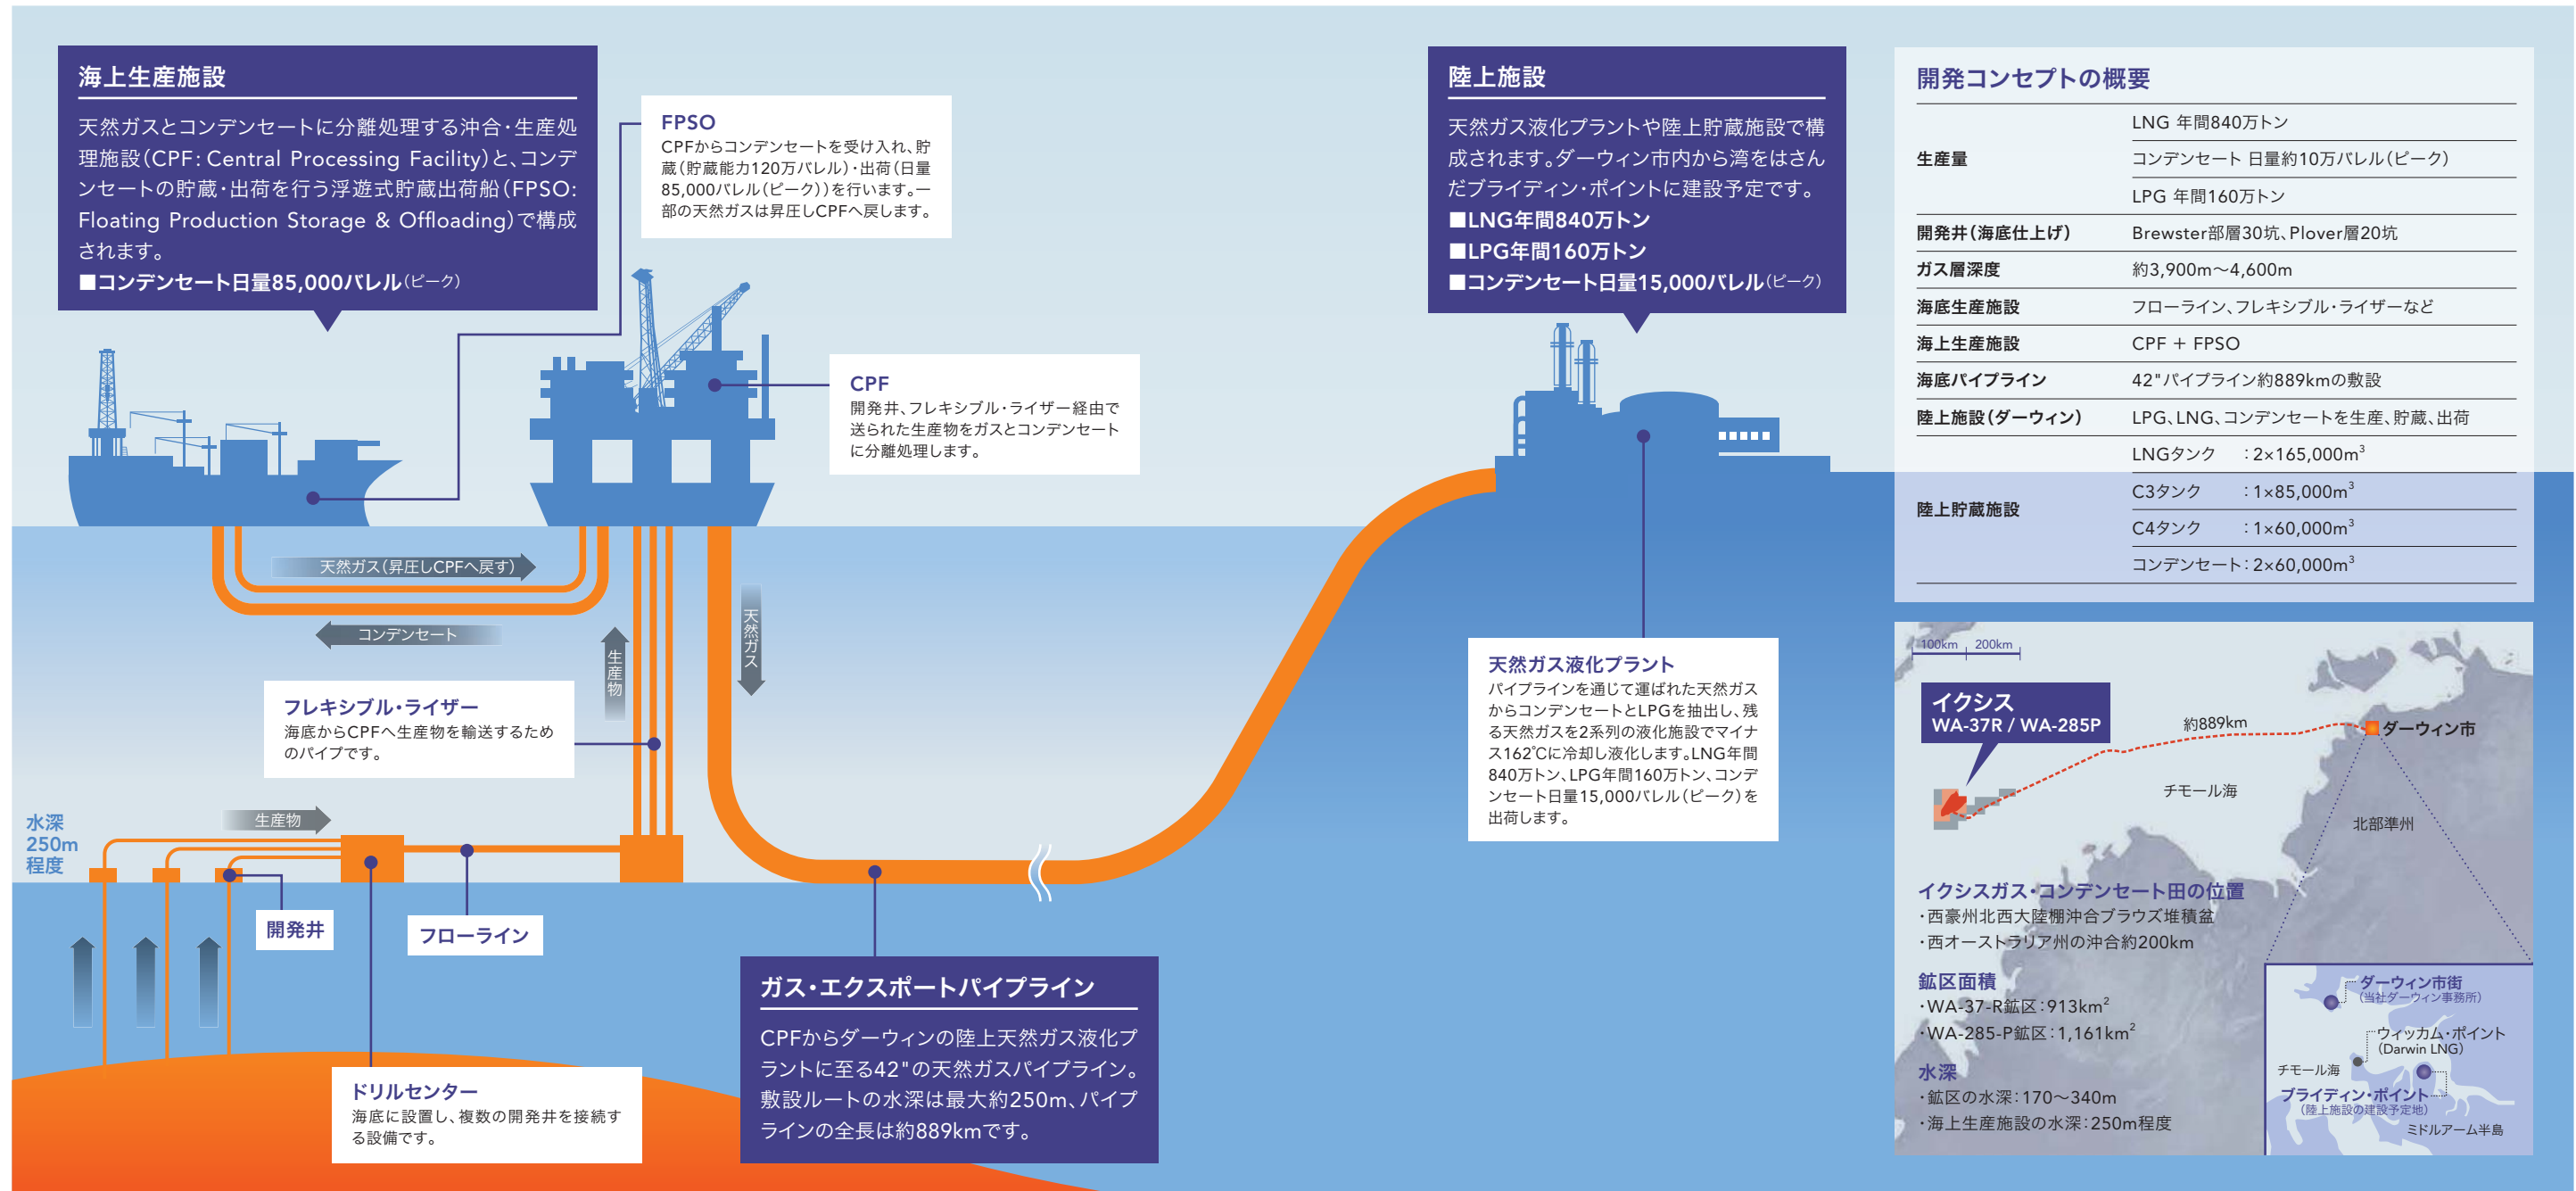 海上生産施設
天然ガスとコンデンセートに分離処理する沖合・生産処
理施設（CPF: Central Processing Facility）と、コンデ
ンセートの貯蔵・出荷を行う浮遊式貯蔵出荷船（FPSO:
Floating Production Storage & Offloading）で構成
されます。
■コンデンセート日量85,000バレル（ピーク）
FPSO
CPFからコンデンセートを受け入れ、貯
蔵（貯蔵能力120万バレル）・出荷（日量
85,000バレル（ピーク））を行います。一
部の天然ガスは昇圧しCPFへ戻します。
CPF
開発井、フレキシブル・ライザー経由で
送られた生産物をガスとコンデンセート
に分離処理します。
天然ガス（昇圧しCPFへ戻す）
コンデンセート
生産物
天然ガス
フレキシブル・ライザー
海底からCPFへ生産物を輸送するため
のパイプです。
水深
250m
程度
生産物
開発井
フローライン
ドリルセンター
海底に設置し、複数の開発井を接続す
る設備です。
ガス・エクスポートパイプライン
CPFからダーウィンの陸上天然ガス液化プ
ラントに至る42"の天然ガスパイプライン。
敷設ルートの水深は最大約250m、パイプ
ラインの全長は約889kmです。
陸上施設
天然ガス液化プラントや陸上貯蔵施設で構
成されます。ダーウィン市内から湾をはさん
だブライディン・ポイントに建設予定です。
■LNG年間840万トン
■LPG年間160万トン
■コンデンセート日量15,000バレル（ピーク）
天然ガス液化プラント
パイプラインを通じて運ばれた天然ガス
からコンデンセートとLPGを抽出し、残
る天然ガスを2系列の液化施設でマイナ
ス162℃に冷却し液化します。LNG年間
840万トン、LPG年間160万トン、コンデ
ンセート日量15,000バレル（ピーク）を
出荷します。
開発コンセプトの概要
生産量
LNG 年間840万トン
コンデンセート 日量約10万バレル（ピーク）
LPG 年間160万トン
開発井（海底仕上げ） Brewster部層30坑、Plover層20坑
ガス層深度 約3,900m～4,600m
海底生産施設 フローライン、フレキシブル・ライザーなど
海上生産施設 CPF + FPSO
海底パイプライン 42"パイプライン約889kmの敷設
陸上施設（ダーウィン） LPG、LNG、コンデンセートを生産、貯蔵、出荷
陸上貯蔵施設
LNGタンク ：2×165,000m³
C3タンク ：1×85,000m³
C4タンク ：1×60,000m³
コンデンセート：2×60,000m³
100km 200km
イクシス
WA-37R / WA-285P
約889km
ダーウィン市
チモール海
北部準州
イクシスガス・コンデンセート田の位置
・西豪州北西大陸棚沖合ブラウズ堆積盆
・西オーストラリア州の沖合約200km
鉱区面積
・WA-37-R鉱区：913km²
・WA-285-P鉱区：1,161km²
水深
・鉱区の水深：170～340m
・海上生産施設の水深：250m程度
ダーウィン市街
（当社ダーウィン事務所）
ウィッカム・ポイント
（Darwin LNG）
チモール海
ブライディン・ポイント
（陸上施設の建設予定地）
ミドルアーム半島